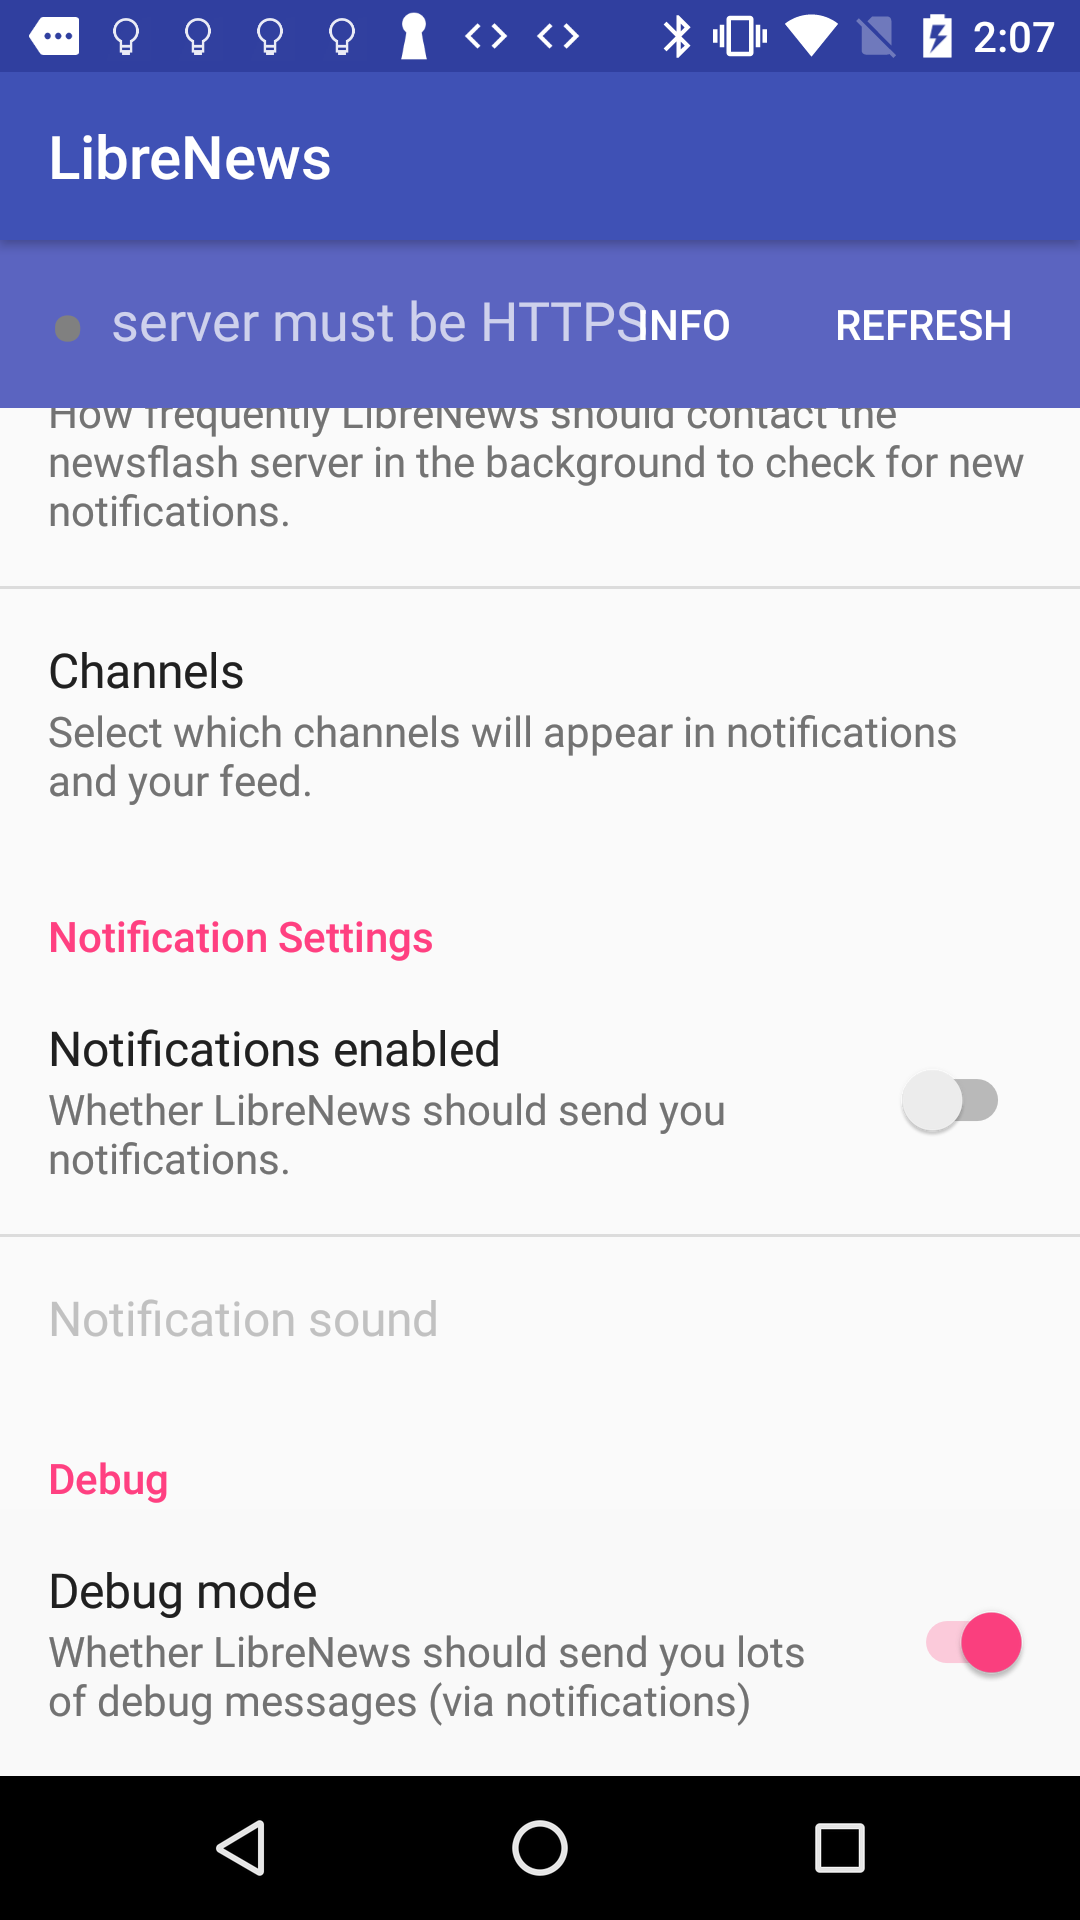 2:07
LibreNews
server must be HTTPS INFO REFRESH
How frequently LibreNews should contact the
newsflash server in the background to check for new
notifications.
Channels
Select which channels will appear in notifications
and your feed.
Notification Settings
Notifications enabled
Whether LibreNews should send you
notifications.
Notification sound
Debug
Debug mode
Whether LibreNews should send you lots
of debug messages (via notifications)